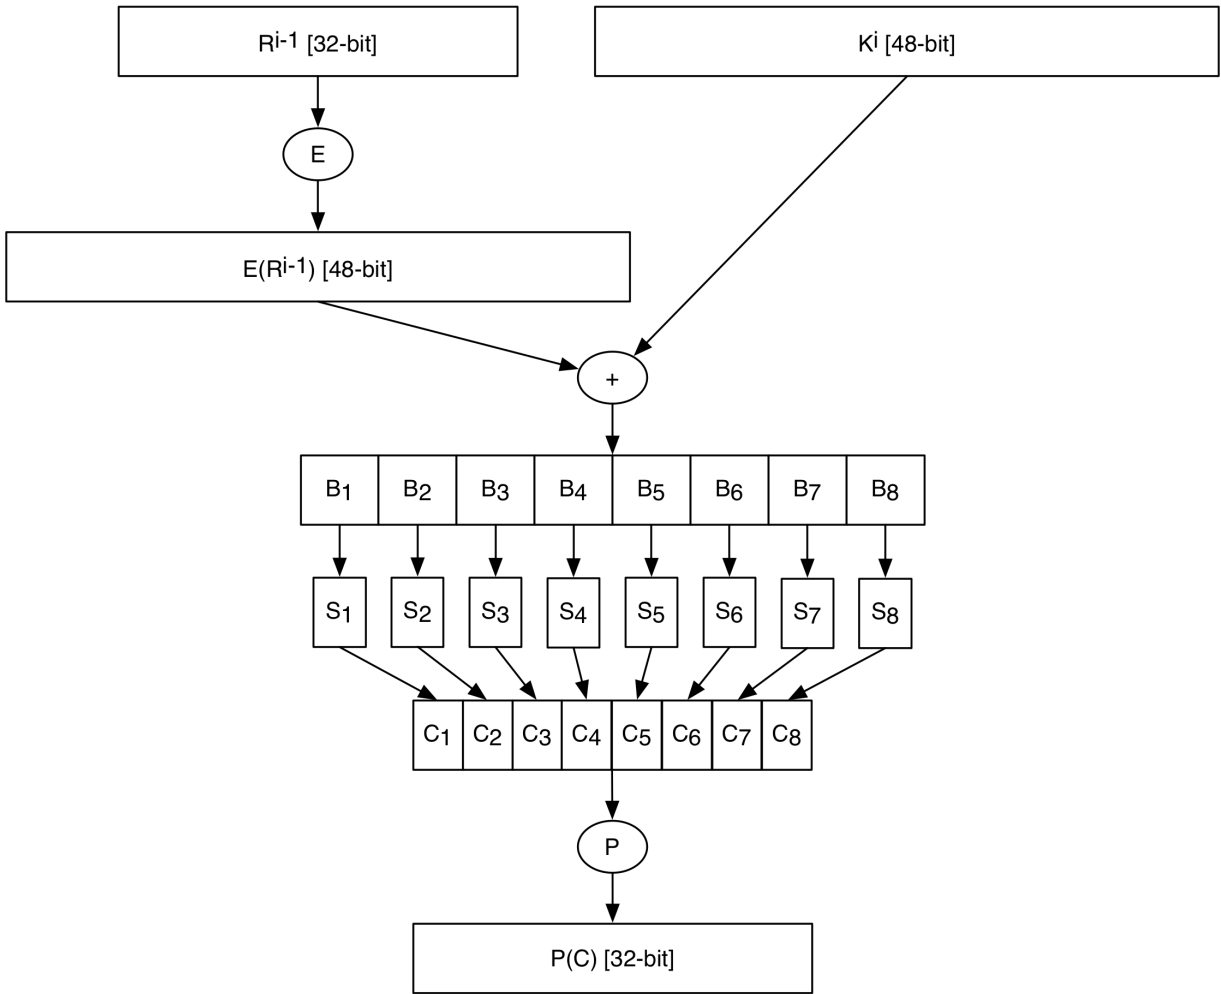 Rⁱ⁻¹ [32-bit] Kⁱ [48-bit]
E
E(Rⁱ⁻¹) [48-bit]
+
B₁ B₂ B₃ B₄ B₅ B₆ B₇ B₈
S₁ S₂ S₃ S₄ S₅ S₆ S₇ S₈
C₁ C₂ C₃ C₄ C₅ C₆ C₇ C₈
P
P(C) [32-bit]